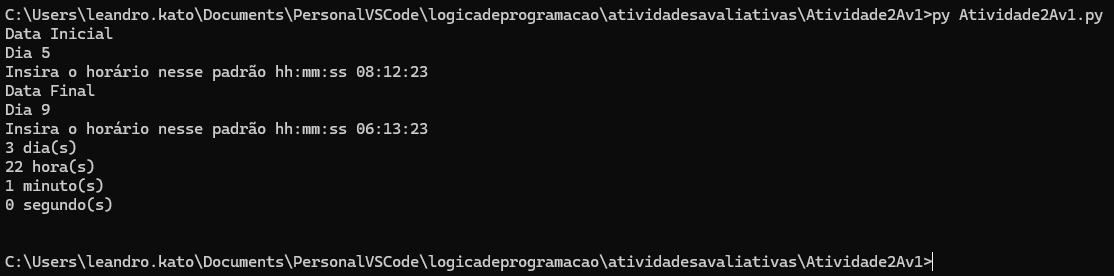 C:\Users\leandro.kato\Documents\PersonalVSCode\logicadeprogramacao\atividadesavaliativas\Atividade2Av1>py Atividade2Av1.py
Data Inicial
Dia 5
Insira o horário nesse padrão hh:mm:ss 08:12:23
Data Final
Dia 9
Insira o horário nesse padrão hh:mm:ss 06:13:23
3 dia(s)
22 hora(s)
1 minuto(s)
0 segundo(s)
C:\Users\leandro.kato\Documents\PersonalVSCode\logicadeprogramacao\atividadesavaliativas\Atividade2Av1>